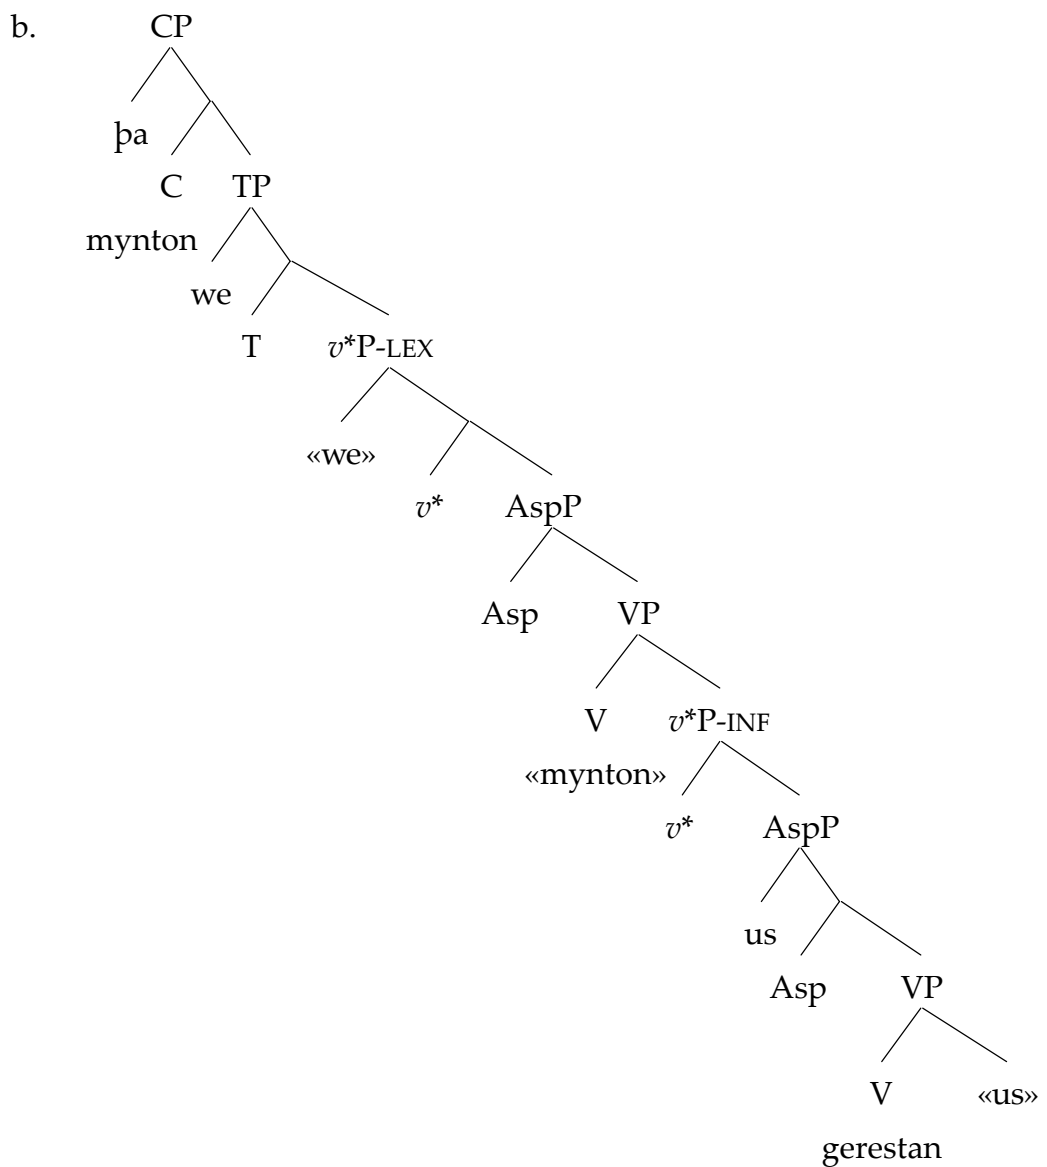 b. CP
þa
C TP
mynton
we
T v*P-LEX
«we»
v* AspP
Asp VP
V v*P-INF
«mynton»
v* AspP
us
Asp VP
V «us»
gerestan